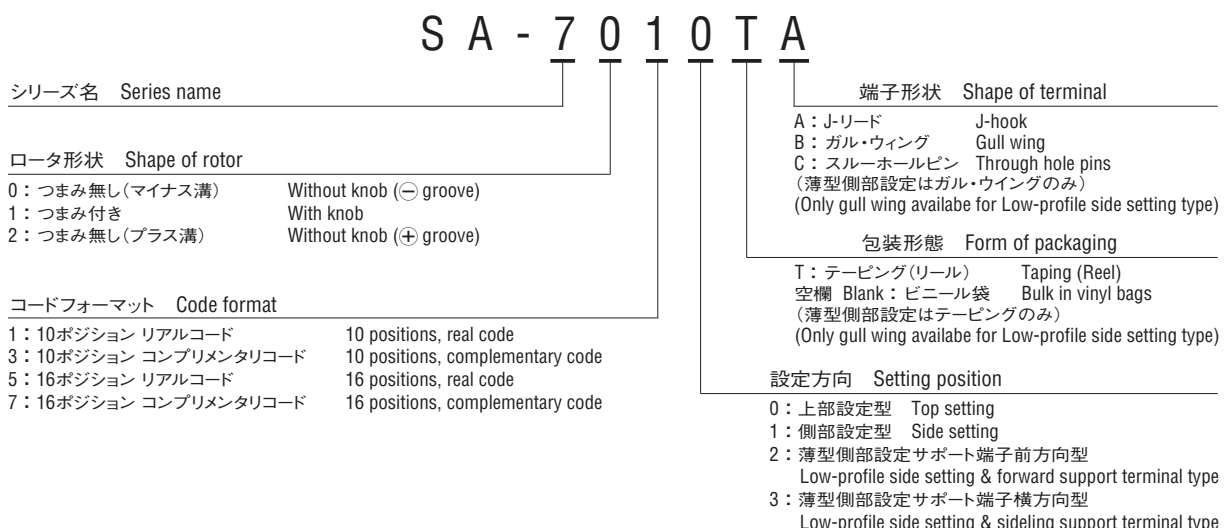 SA-7010TA
シリーズ名 Series name
ロータ形状 Shape of rotor
0：つまみ無し（マイナス溝） Without knob (⊖ groove)
1：つまみ付き With knob
2：つまみ無し（プラス溝） Without knob (⊕ groove)
コードフォーマット Code format
1：10ポジション リアルコード 10 positions, real code
3：10ポジション コンプリメンタリコード 10 positions, complementary code
5：16ポジション リアルコード 16 positions, real code
7：16ポジション コンプリメンタリコード 16 positions, complementary code
端子形状 Shape of terminal
A：J-リード J-hook
B：ガル・ウィング Gull wing
C：スルーホールピン Through hole pins
（薄型側部設定はガル・ウイングのみ）
(Only gull wing availabe for Low-profile side setting type)
包装形態 Form of packaging
T：テーピング（リール） Taping (Reel)
空欄 Blank：ビニール袋 Bulk in vinyl bags
（薄型側部設定はテーピングのみ）
(Only gull wing availabe for Low-profile side setting type)
設定方向 Setting position
0：上部設定型 Top setting
1：側部設定型 Side setting
2：薄型側部設定サポート端子前方向型
Low-profile side setting & forward support terminal type
3：薄型側部設定サポート端子横方向型
Low-profile side setting & sideling support terminal type